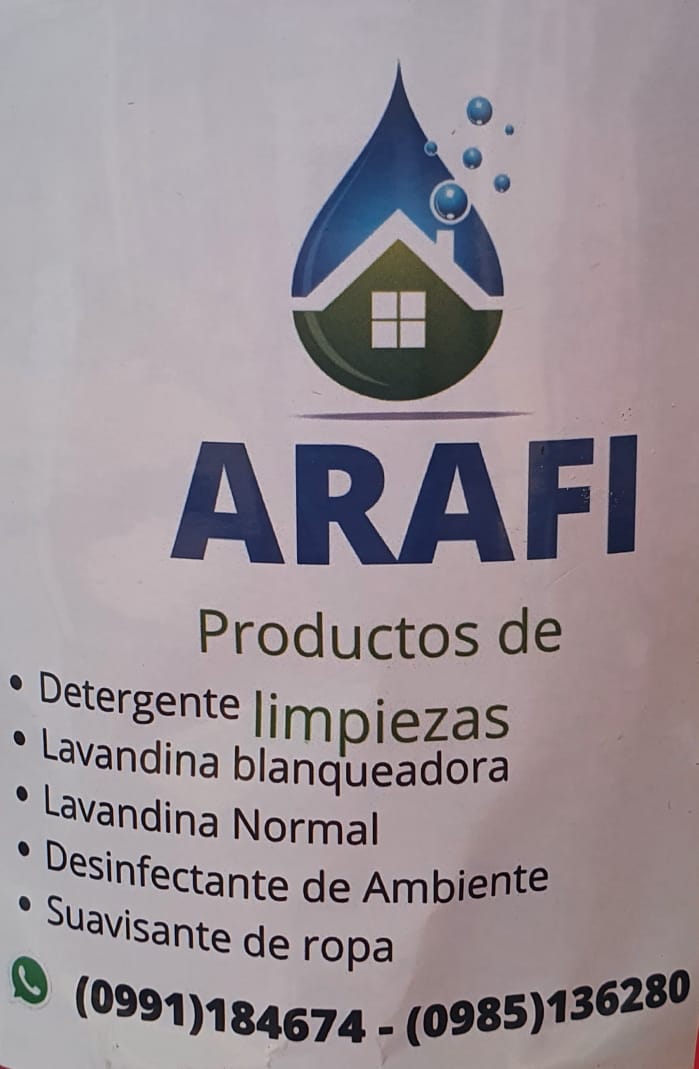 ARAFI
Productos de
limpiezas
• Detergente
• Lavandina blanqueadora
• Lavandina Normal
• Desinfectante de Ambiente
• Suavisante de ropa
(0991)184674 - (0985)136280